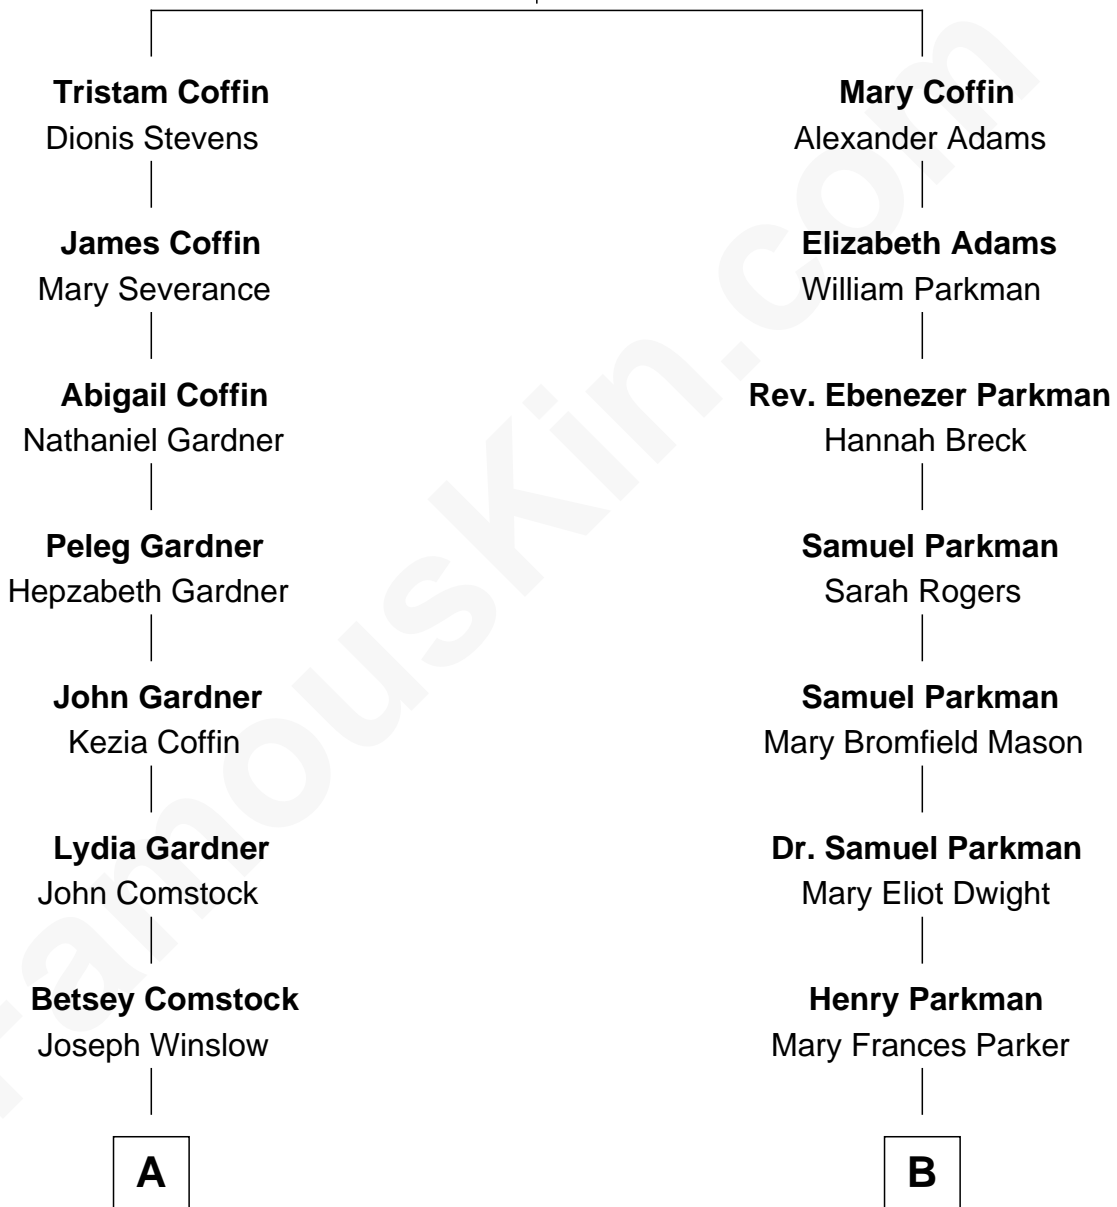 Tristam Coffin
Dionis Stevens
James Coffin
Mary Severance
Abigail Coffin
Nathaniel Gardner
Peleg Gardner
Hepzabeth Gardner
John Gardner
Kezia Coffin
Lydia Gardner
John Comstock
Betsey Comstock
Joseph Winslow
A
Mary Coffin
Alexander Adams
Elizabeth Adams
William Parkman
Rev. Ebenezer Parkman
Hannah Breck
Samuel Parkman
Sarah Rogers
Samuel Parkman
Mary Bromfield Mason
Dr. Samuel Parkman
Mary Eliot Dwight
Henry Parkman
Mary Frances Parker
B
FamousKin.com